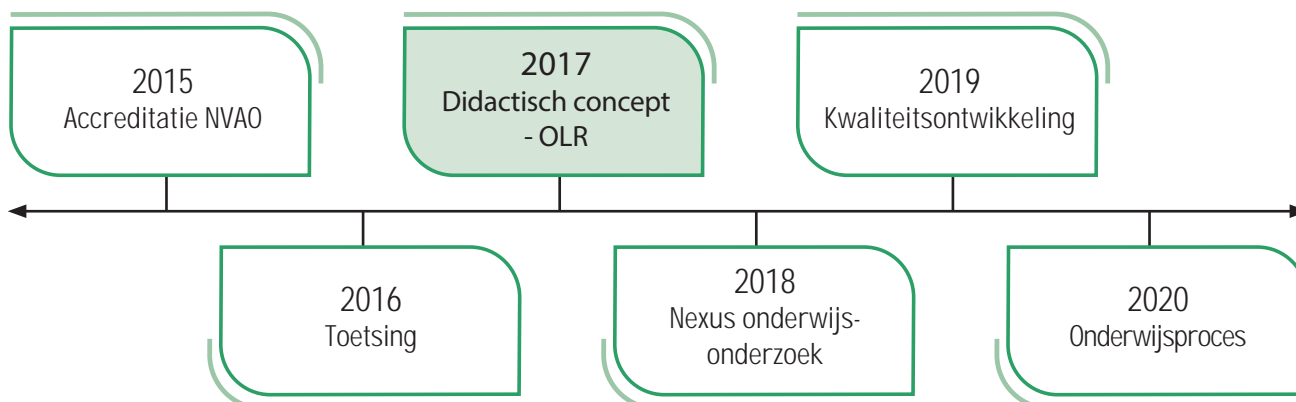 2015
Accreditatie NVAO
2016
Toetsing
2017
Didactisch concept
- OLR
2018
Nexus onderwijs-
onderzoek
2019
Kwaliteitsontwikkeling
2020
Onderwijsproces